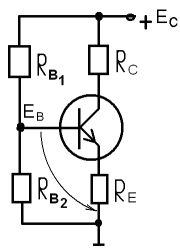 + E_C
R_B1
R_C
E_B
R_B2
R_E